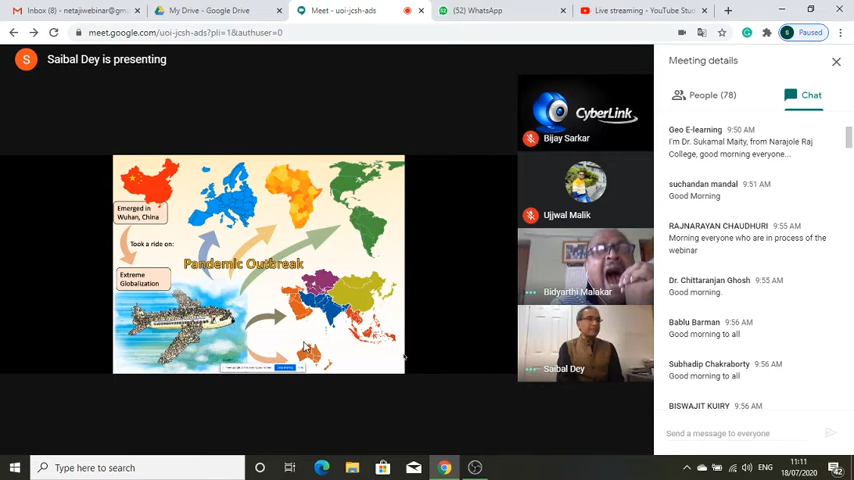 Inbox (9) - netajiwebinar@gm
My Drive - Google Drive
Meet - uoi-jcsh-ads
(52) WhatsApp
Live streaming - YouTube Stu
meet.google.com/uoi-jcsh-ads?pli=1&authuser=0
S
Paused
S
Saibal Dey is presenting
Meeting details
People (78)
Chat
Geo E-learning 9:50 AM
I'm Dr. Sukamal Maity, from Narajole Raj
College, good morning everyone...
suchandan mandal 9:51 AM
Good Morning
RAJNARAYAN CHAUDHURI 9:55 AM
Morning everyone who are in process of the
webinar
Dr. Chittaranjan Ghosh 9:55 AM
Good morning.
Bablu Barman 9:56 AM
Good morning to all
Subhadip Chakraborty 9:56 AM
Good morning to all
BISWAJIT KUIRY 9:56 AM
Send a message to everyone
CyberLink
Bijay Sarkar
Ujjwal Malik
Bidyarthi Malakar
Saibal Dey
Emerged in
Wuhan, China
Took a ride on:
Extreme
Globalization
Pandemic Outbreak
Type here to search
ENG
11:11
18/07/2020
42